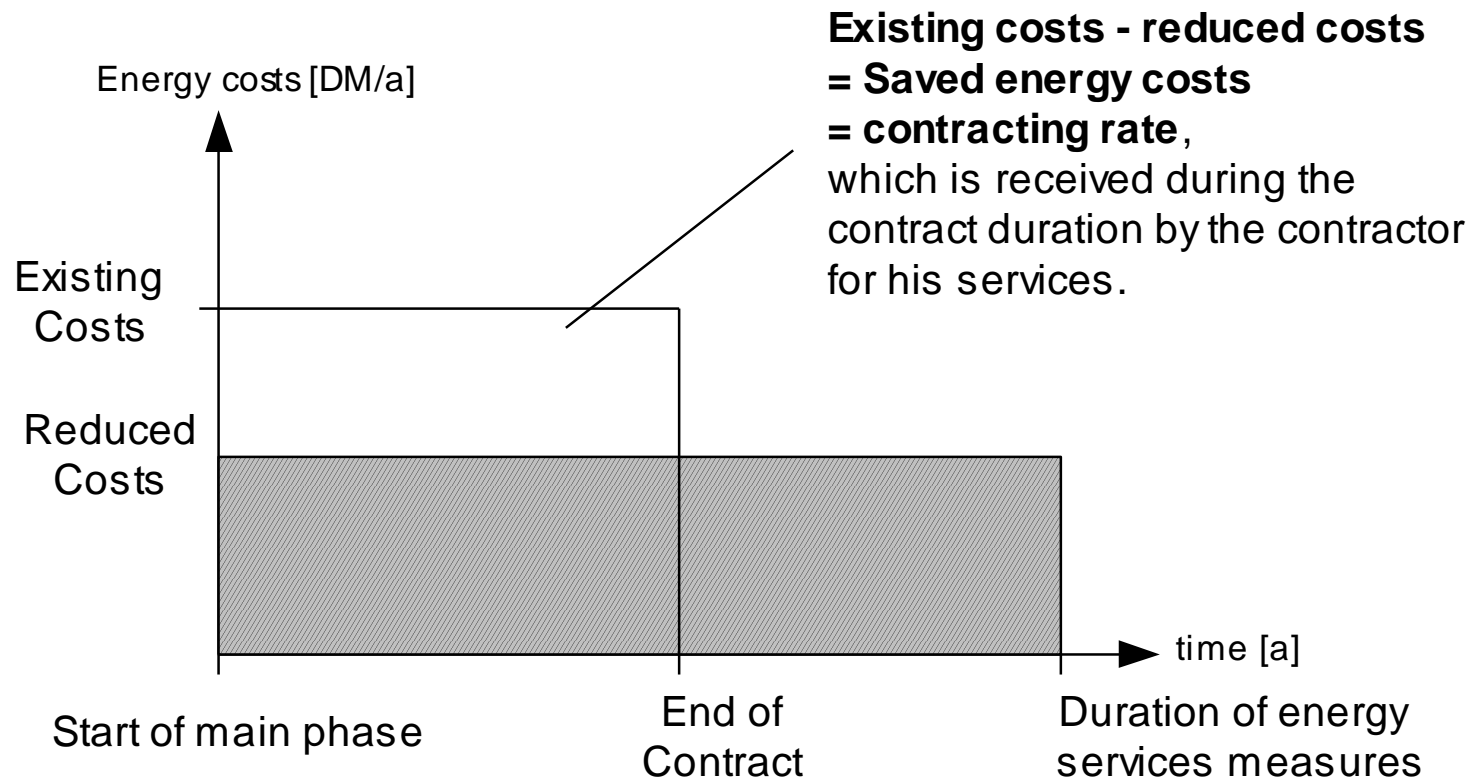 Existing costs - reduced costs
= Saved energy costs
= contracting rate,
which is received during the
contract duration by the contractor
for his services.
Energy costs [DM/a]
Existing
Costs
Reduced
Costs
time [a]
Start of main phase
End of
Contract
Duration of energy
services measures